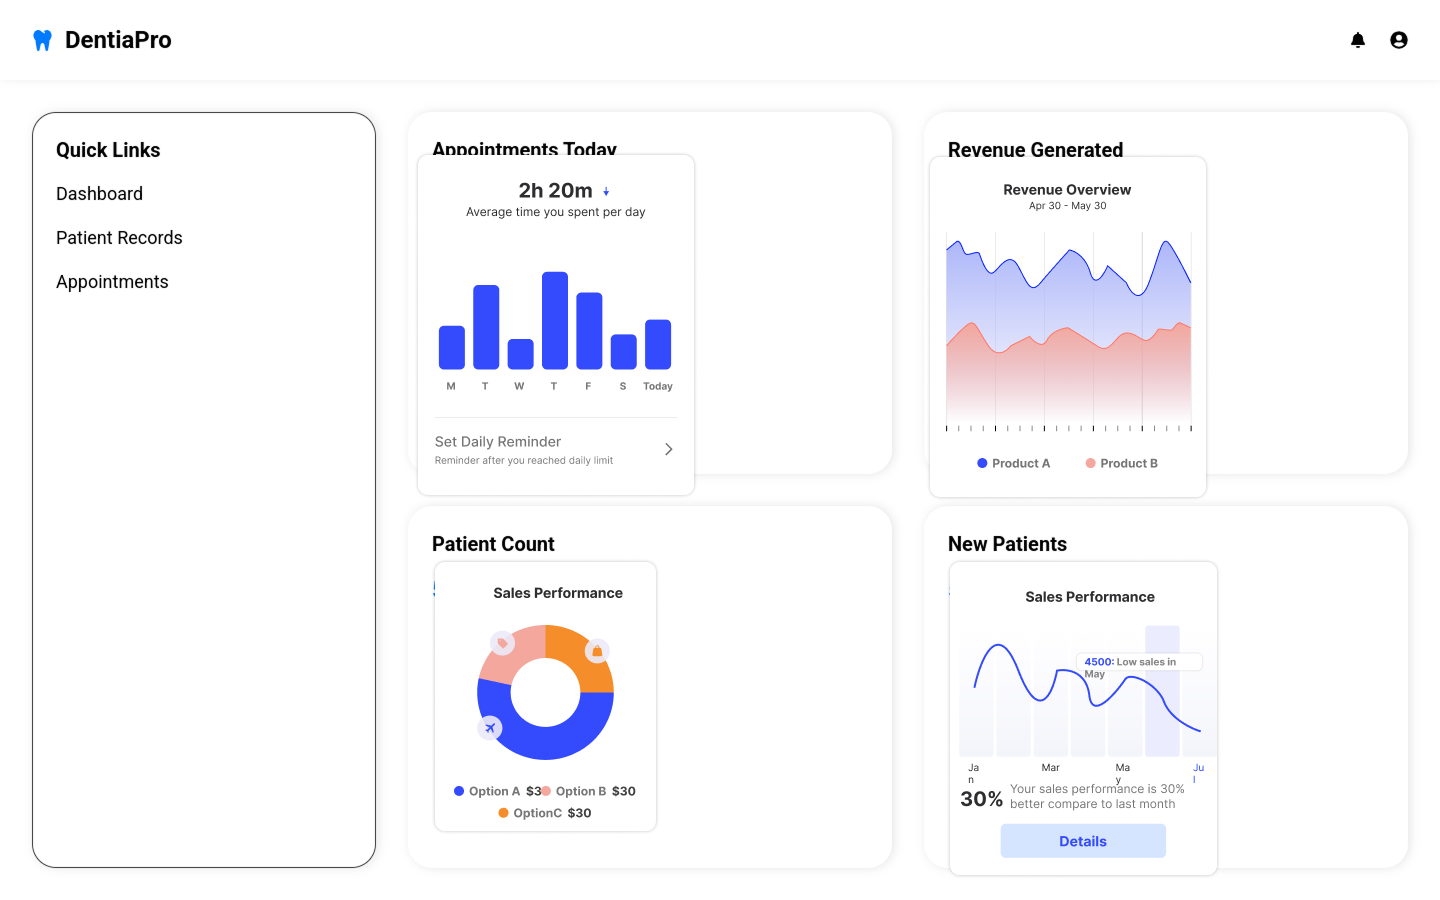 DentiaPro
Quick Links
Dashboard
Patient Records
Appointments
Appointments Today
2h 20m
Average time you spent per day
M T W T F S Today
Set Daily Reminder
Reminder after you reached daily limit
Revenue Generated
Revenue Overview
Apr 30 - May 30
Product A Product B
Patient Count
Sales Performance
Option A $3 Option B $30
OptionC $30
New Patients
Sales Performance
4500: Low sales in
May
Ja Mar Ma Ju
n y l
30% Your sales performance is 30%
better compare to last month
Details